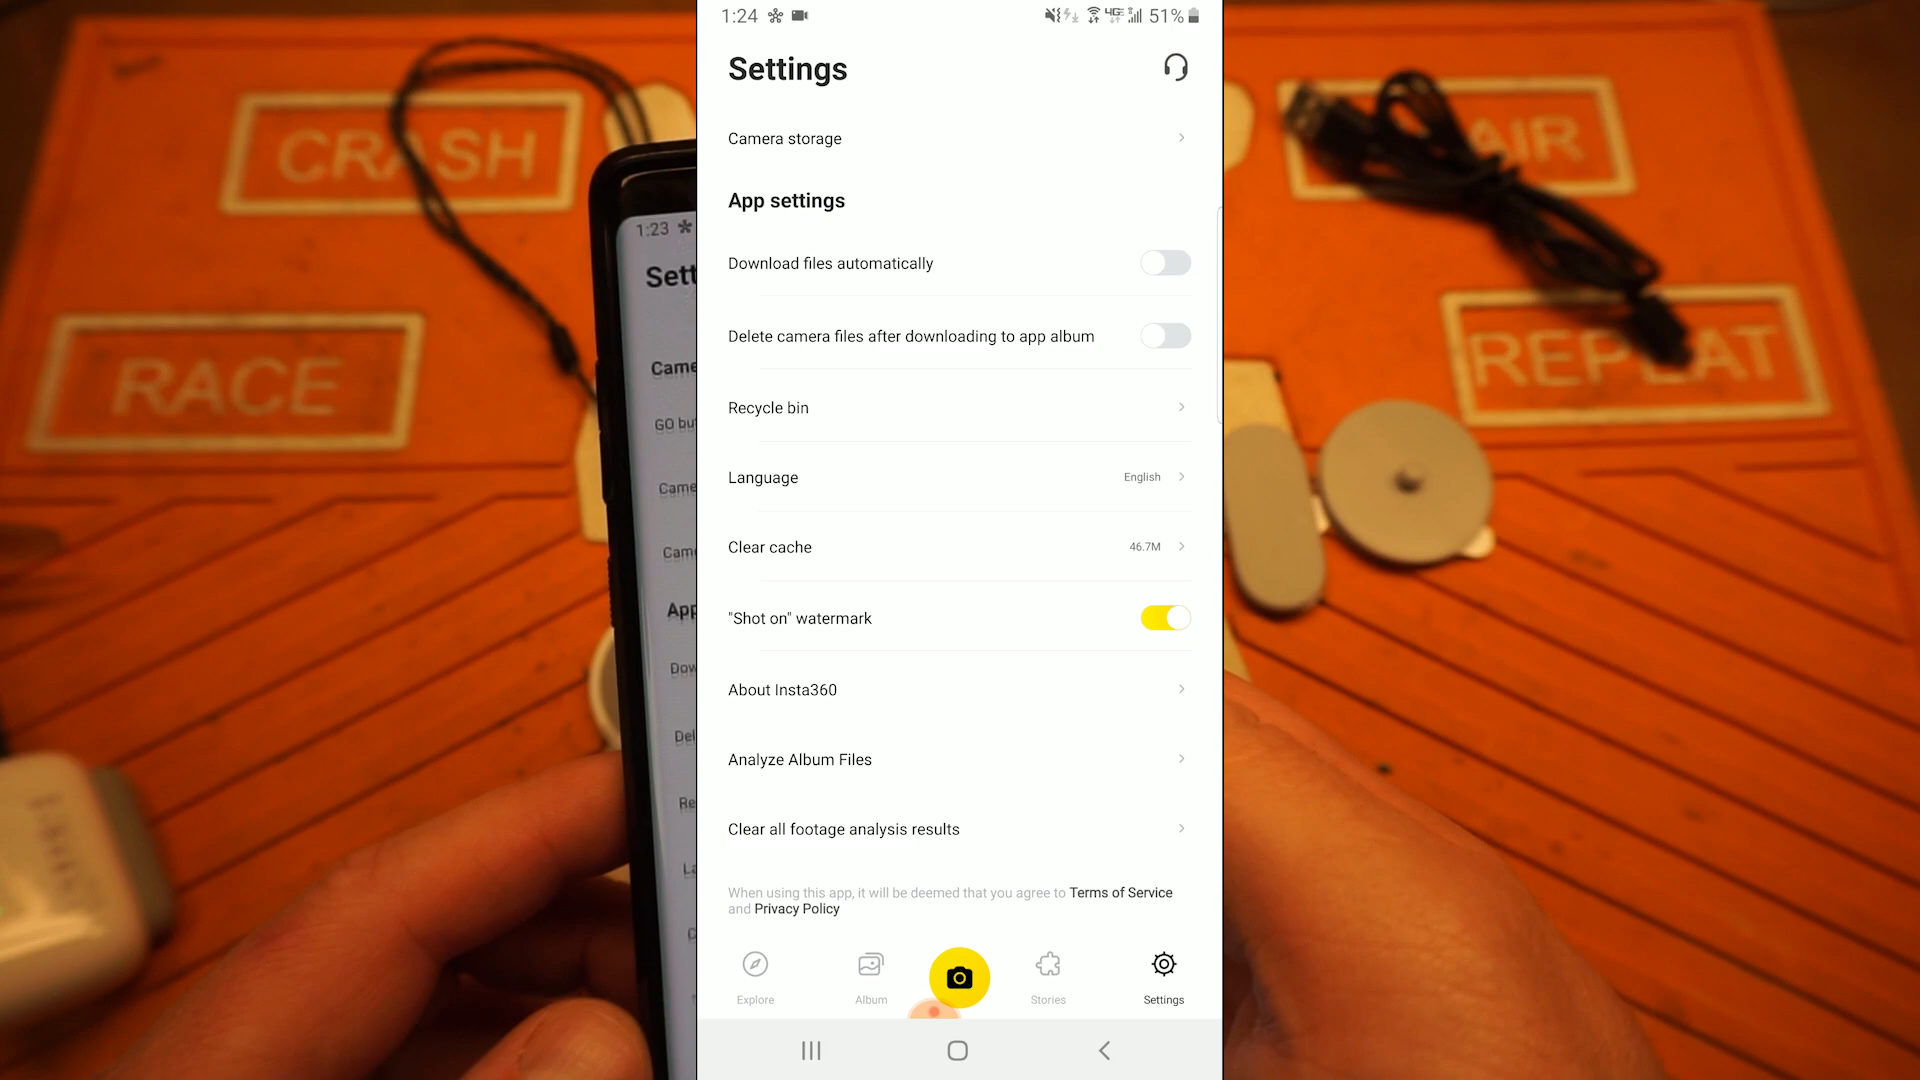 1:24
51%
Settings
Camera storage
App settings
Download files automatically
Delete camera files after downloading to app album
Recycle bin
Language English
Clear cache 46.7M
"Shot on" watermark
About Insta360
Analyze Album Files
Clear all footage analysis results
When using this app, it will be deemed that you agree to Terms of Service
and Privacy Policy
Explore
Album
Stories
Settings
CRASH
RACE
AIR
REPEAT
1:23
Sett
Came
GO but
Came
Came
App
Dow
Del
Re